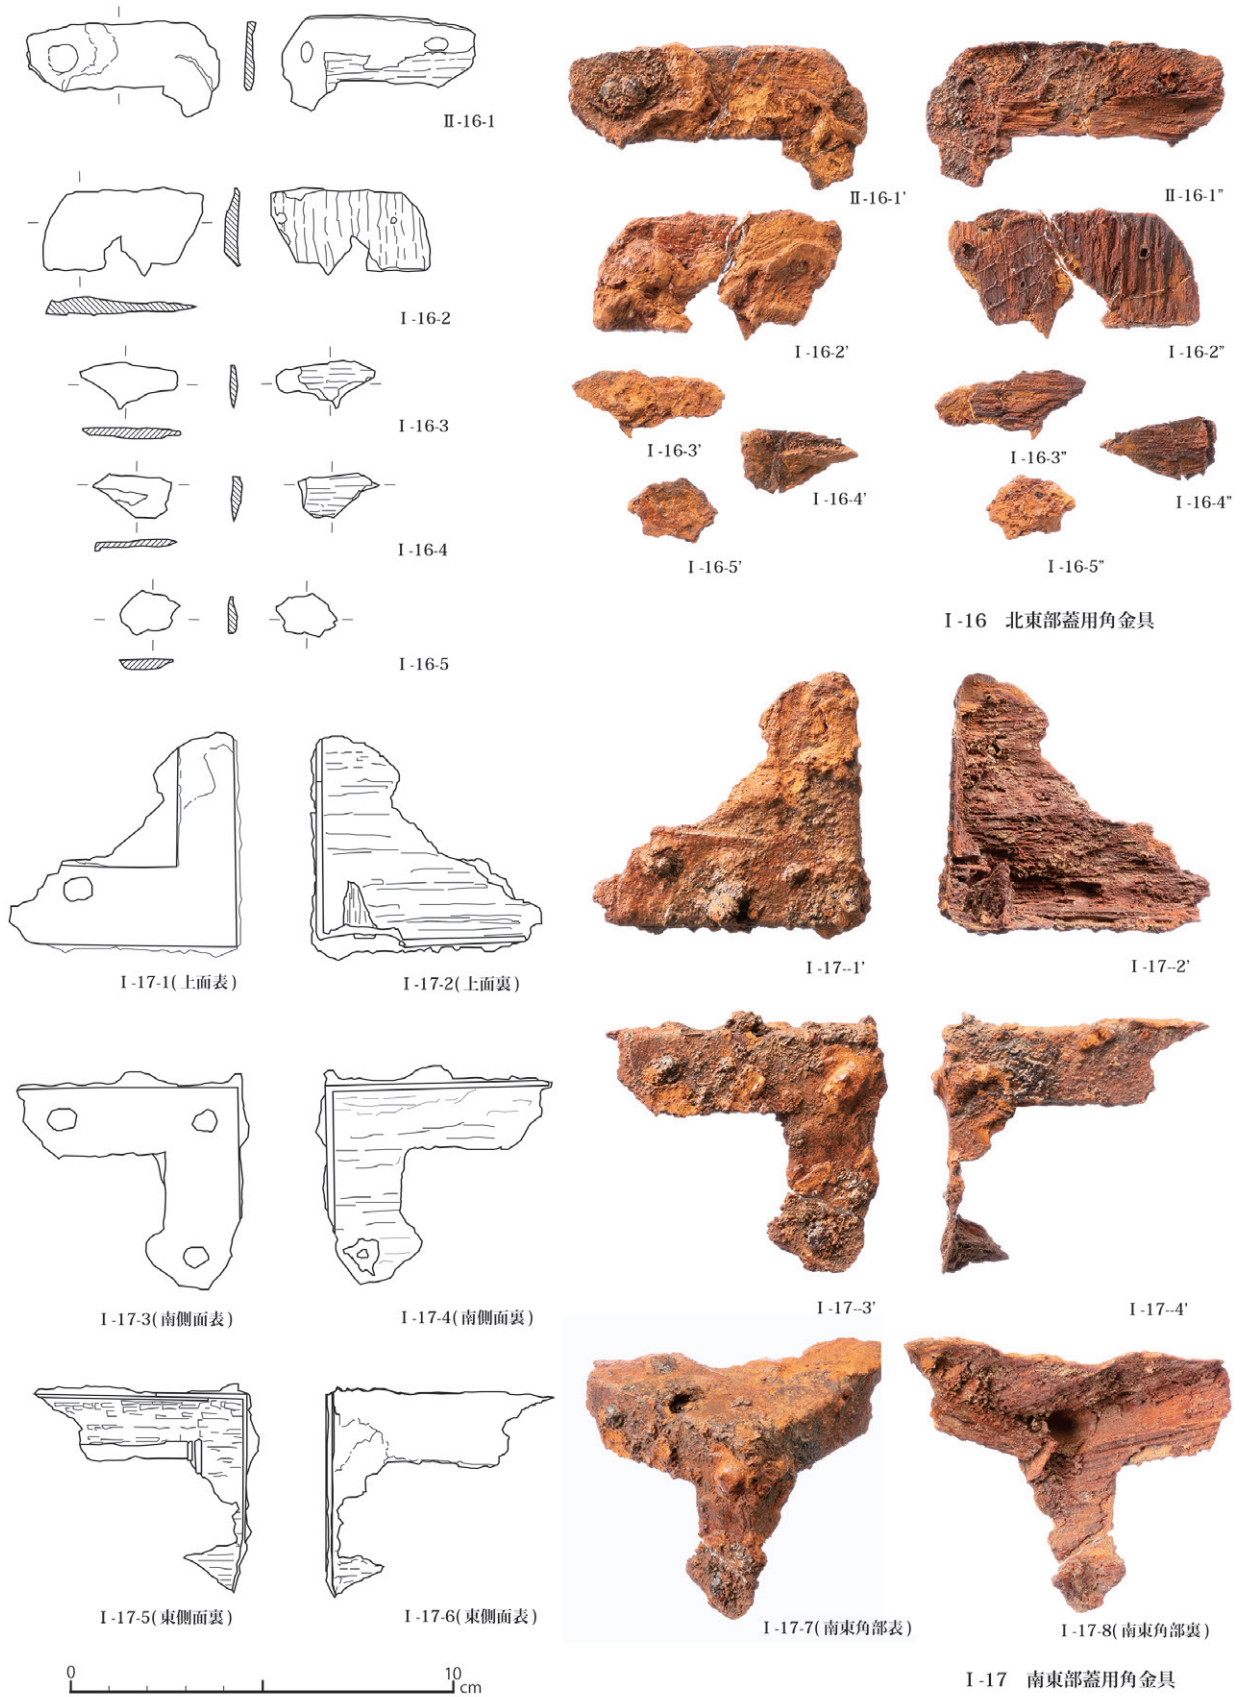 II-16-1
I-16-2
I-16-3
I-16-4
I-16-5
II-16-1'
II-16-1"
I-16-2'
I-16-2"
I-16-3'
I-16-3"
I-16-4'
I-16-4"
I-16-5'
I-16-5"
I-16 北東部蓋用角金具
I-17-1(上面表)
I-17-2(上面裏)
I-17--1'
I-17--2'
I-17-3(南側面表)
I-17-4(南側面裏)
I-17--3'
I-17--4'
I-17-5(東側面裏)
I-17-6(東側面表)
I-17-7(南東角部表)
I-17-8(南東角部裏)
I-17 南東部蓋用角金具
0 10 cm